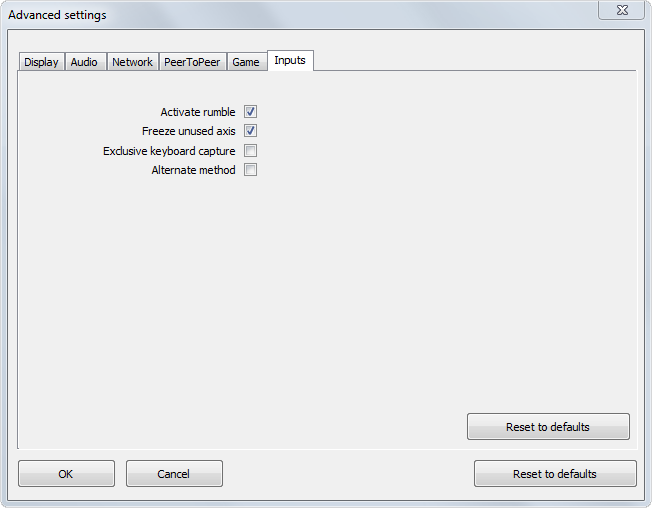 Advanced settings
Display Audio Network PeerToPeer Game Inputs
Activate rumble
Freeze unused axis
Exclusive keyboard capture
Alternate method
Reset to defaults
OK Cancel Reset to defaults